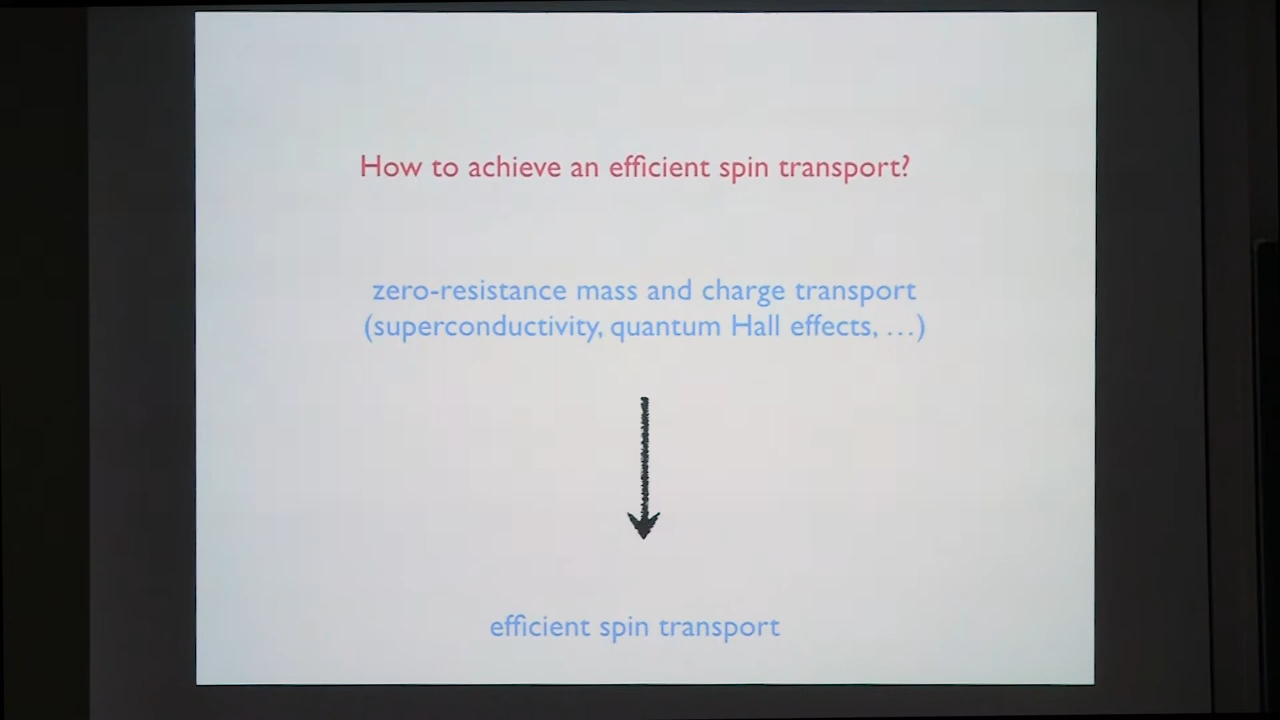 How to achieve an efficient spin transport?
zero-resistance mass and charge transport
(superconductivity, quantum Hall effects, …)
efficient spin transport